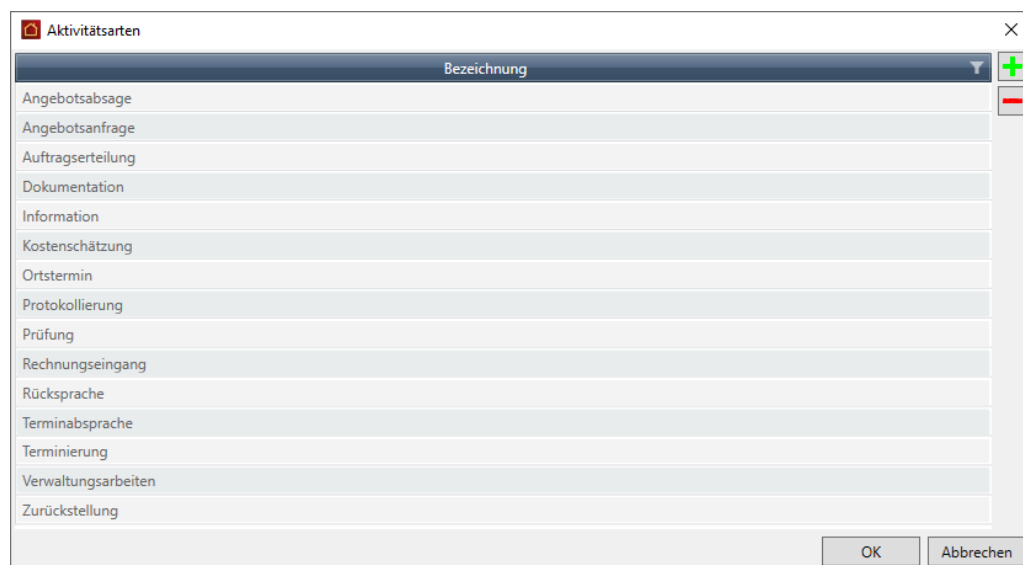 Aktivitätsarten
Bezeichnung
Angebotsabsage
Angebotsanfrage
Auftragserteilung
Dokumentation
Information
Kostenschätzung
Ortstermin
Protokollierung
Prüfung
Rechnungseingang
Rücksprache
Terminabsprache
Terminierung
Verwaltungsarbeiten
Zurückstellung
OK Abbrechen